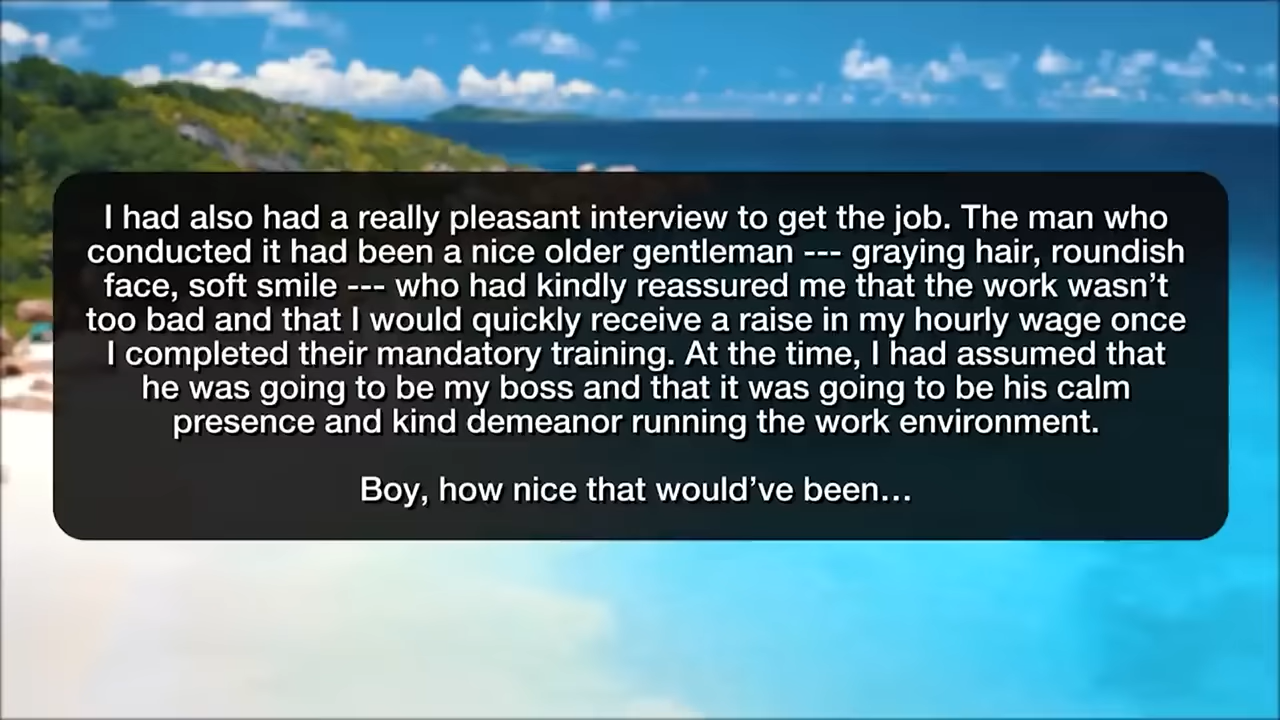 I had also had a really pleasant interview to get the job. The man who
conducted it had been a nice older gentleman --- graying hair, roundish
face, soft smile --- who had kindly reassured me that the work wasn’t
too bad and that I would quickly receive a raise in my hourly wage once
I completed their mandatory training. At the time, I had assumed that
he was going to be my boss and that it was going to be his calm
presence and kind demeanor running the work environment.
Boy, how nice that would’ve been…